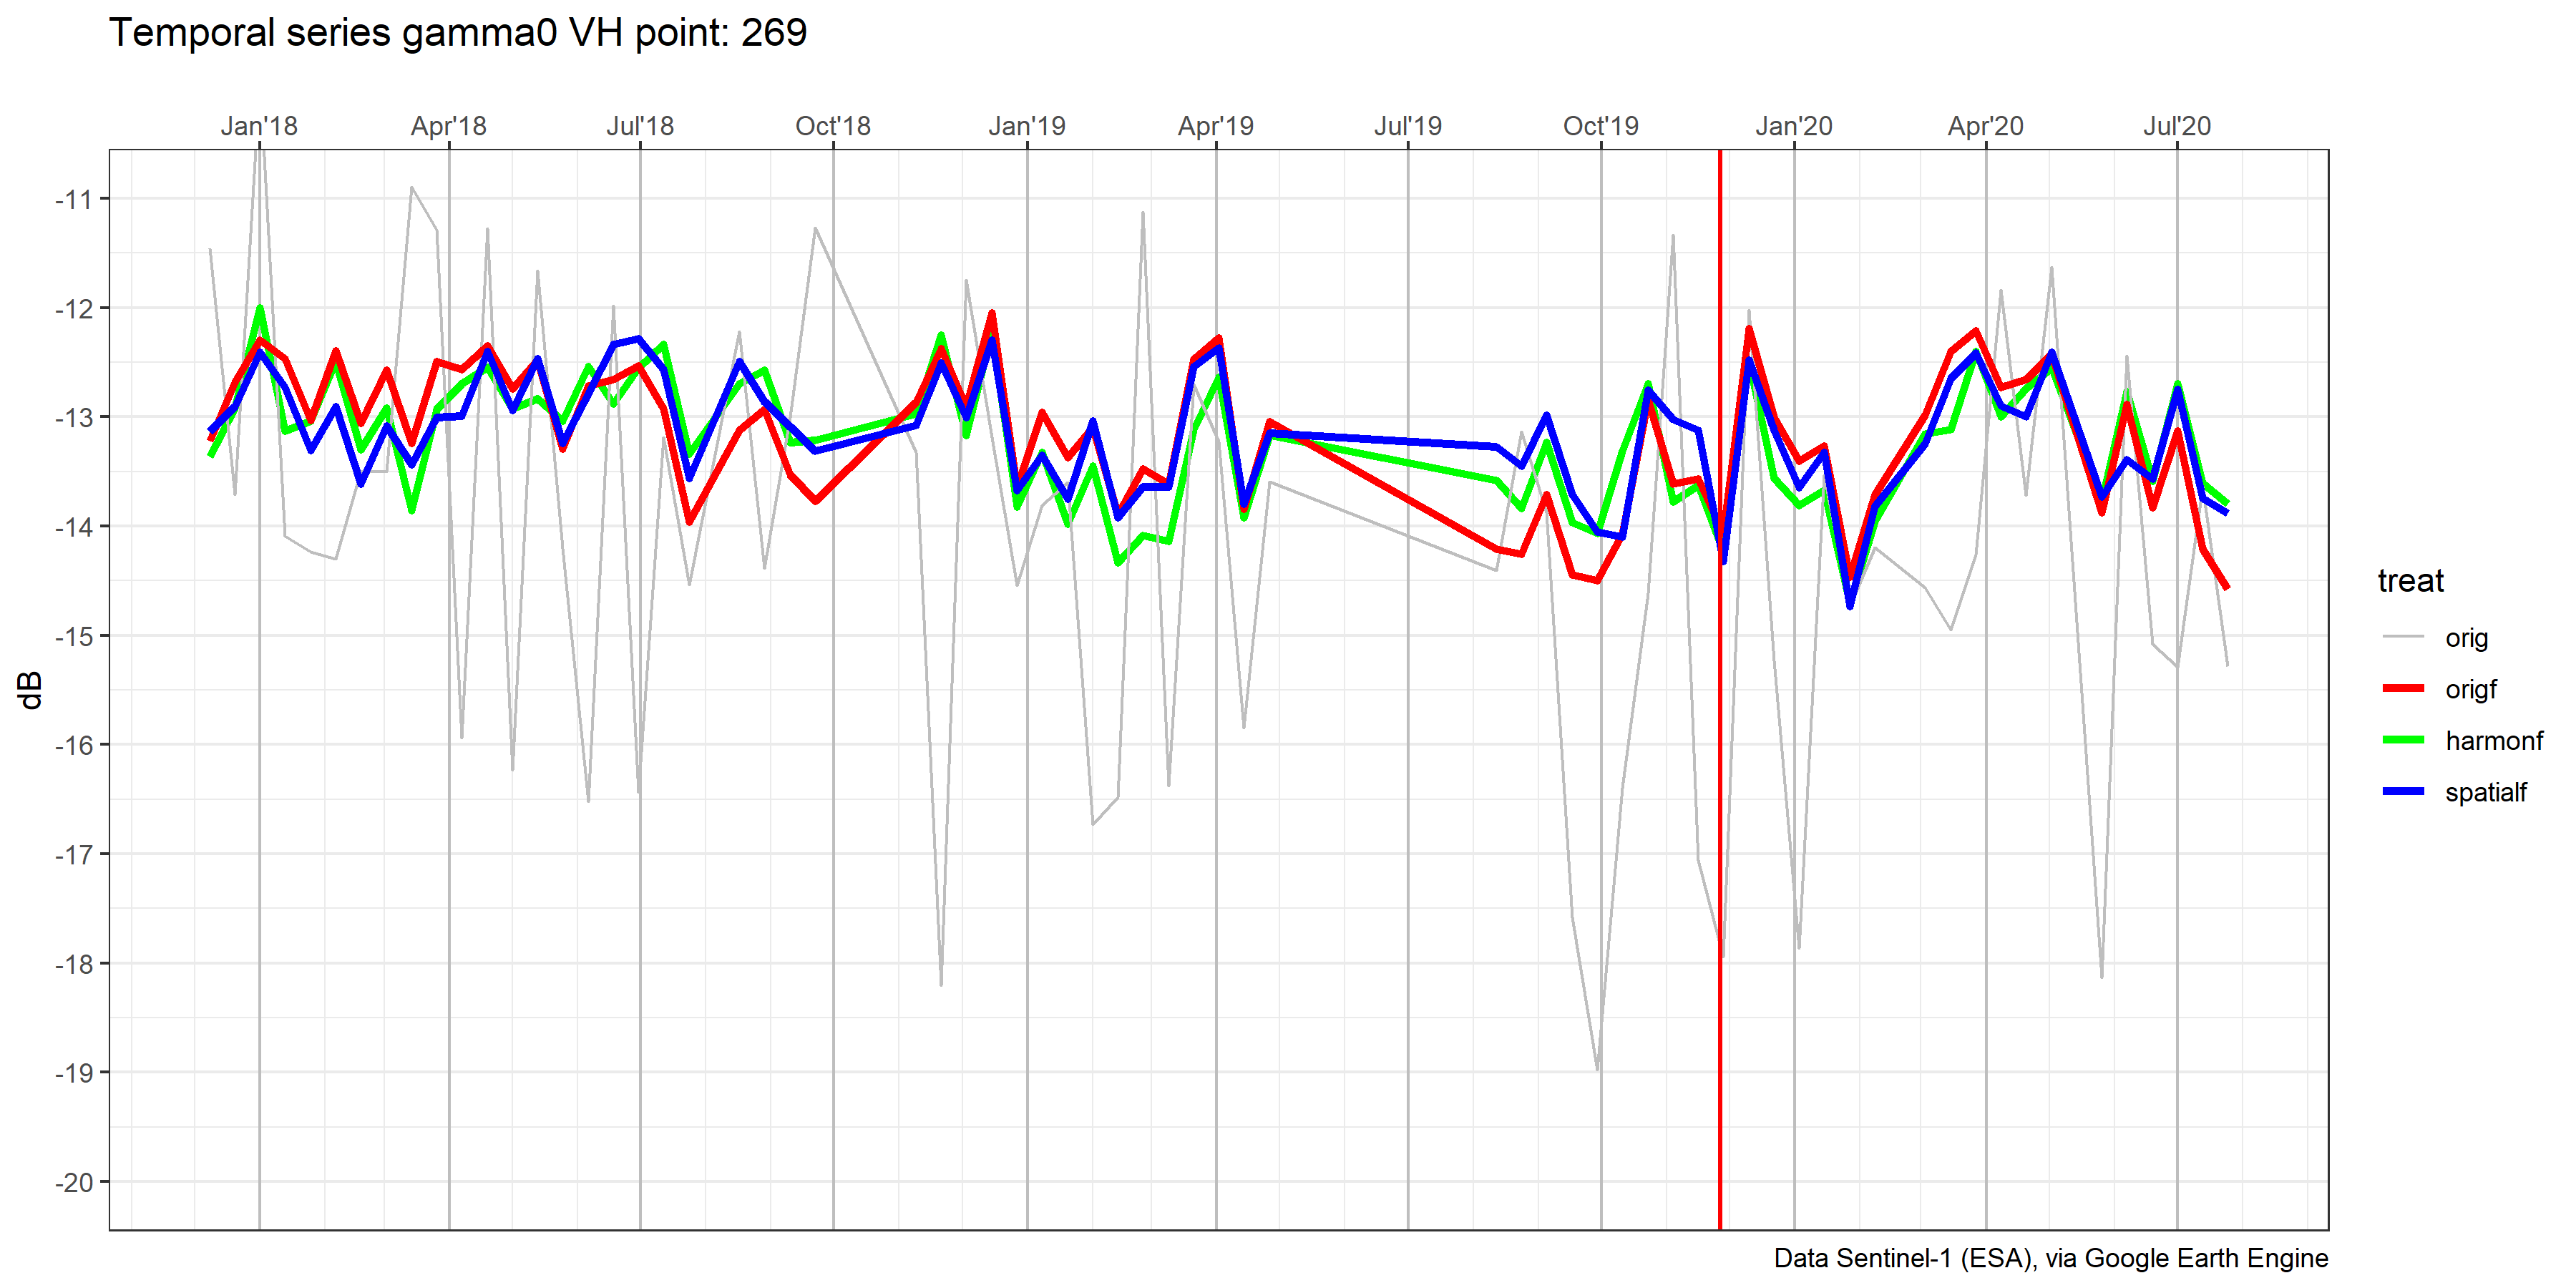 Temporal series gamma0 VH point: 269
Jan'18 Apr'18 Jul'18 Oct'18 Jan'19 Apr'19 Jul'19 Oct'19 Jan'20 Apr'20 Jul'20
-11
-12
-13
-14
-15
-16
-17
-18
-19
-20
dB
treat
orig
origf
harmonf
spatialf
Data Sentinel-1 (ESA), via Google Earth Engine